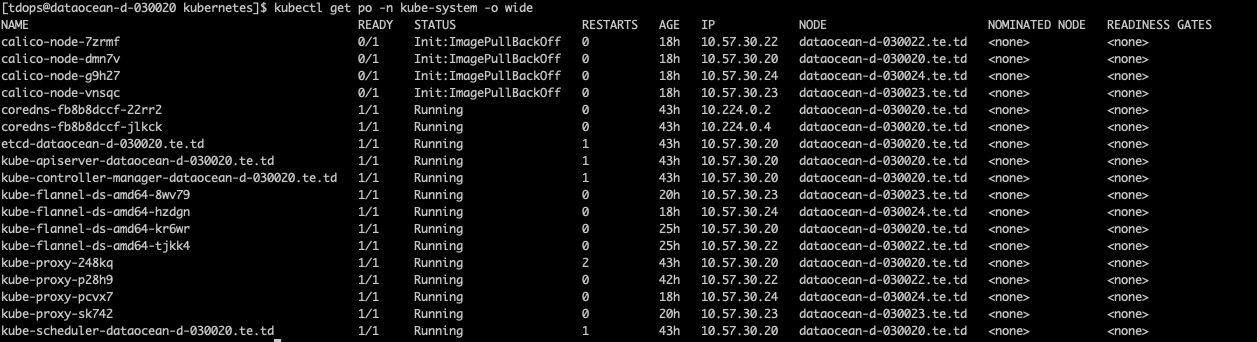 [tdops@dataocean-d-030020 kubernetes]$ kubectl get po -n kube-system -o wide
NAME READY STATUS RESTARTS AGE IP NODE NOMINATED NODE READINESS GATES
calico-node-7zrmf 0/1 Init:ImagePullBackOff 0 18h 10.57.30.22 dataocean-d-030022.te.td <none> <none>
calico-node-dmn7v 0/1 Init:ImagePullBackOff 0 18h 10.57.30.20 dataocean-d-030020.te.td <none> <none>
calico-node-g9h27 0/1 Init:ImagePullBackOff 0 18h 10.57.30.24 dataocean-d-030024.te.td <none> <none>
calico-node-vnsqc 0/1 Init:ImagePullBackOff 0 18h 10.57.30.23 dataocean-d-030023.te.td <none> <none>
coredns-fb8b8dccf-22rr2 1/1 Running 0 43h 10.224.0.2 dataocean-d-030020.te.td <none> <none>
coredns-fb8b8dccf-jlkck 1/1 Running 0 43h 10.224.0.4 dataocean-d-030020.te.td <none> <none>
etcd-dataocean-d-030020.te.td 1/1 Running 1 43h 10.57.30.20 dataocean-d-030020.te.td <none> <none>
kube-apiserver-dataocean-d-030020.te.td 1/1 Running 1 43h 10.57.30.20 dataocean-d-030020.te.td <none> <none>
kube-controller-manager-dataocean-d-030020.te.td 1/1 Running 1 43h 10.57.30.20 dataocean-d-030020.te.td <none> <none>
kube-flannel-ds-amd64-8wv79 1/1 Running 0 20h 10.57.30.23 dataocean-d-030023.te.td <none> <none>
kube-flannel-ds-amd64-hzdgn 1/1 Running 0 18h 10.57.30.24 dataocean-d-030024.te.td <none> <none>
kube-flannel-ds-amd64-kr6wr 1/1 Running 0 25h 10.57.30.20 dataocean-d-030020.te.td <none> <none>
kube-flannel-ds-amd64-tjkk4 1/1 Running 0 25h 10.57.30.22 dataocean-d-030022.te.td <none> <none>
kube-proxy-248kq 1/1 Running 2 43h 10.57.30.20 dataocean-d-030020.te.td <none> <none>
kube-proxy-p28h9 1/1 Running 0 42h 10.57.30.22 dataocean-d-030022.te.td <none> <none>
kube-proxy-pcvx7 1/1 Running 0 18h 10.57.30.24 dataocean-d-030024.te.td <none> <none>
kube-proxy-sk742 1/1 Running 0 20h 10.57.30.23 dataocean-d-030023.te.td <none> <none>
kube-scheduler-dataocean-d-030020.te.td 1/1 Running 1 43h 10.57.30.20 dataocean-d-030020.te.td <none> <none>